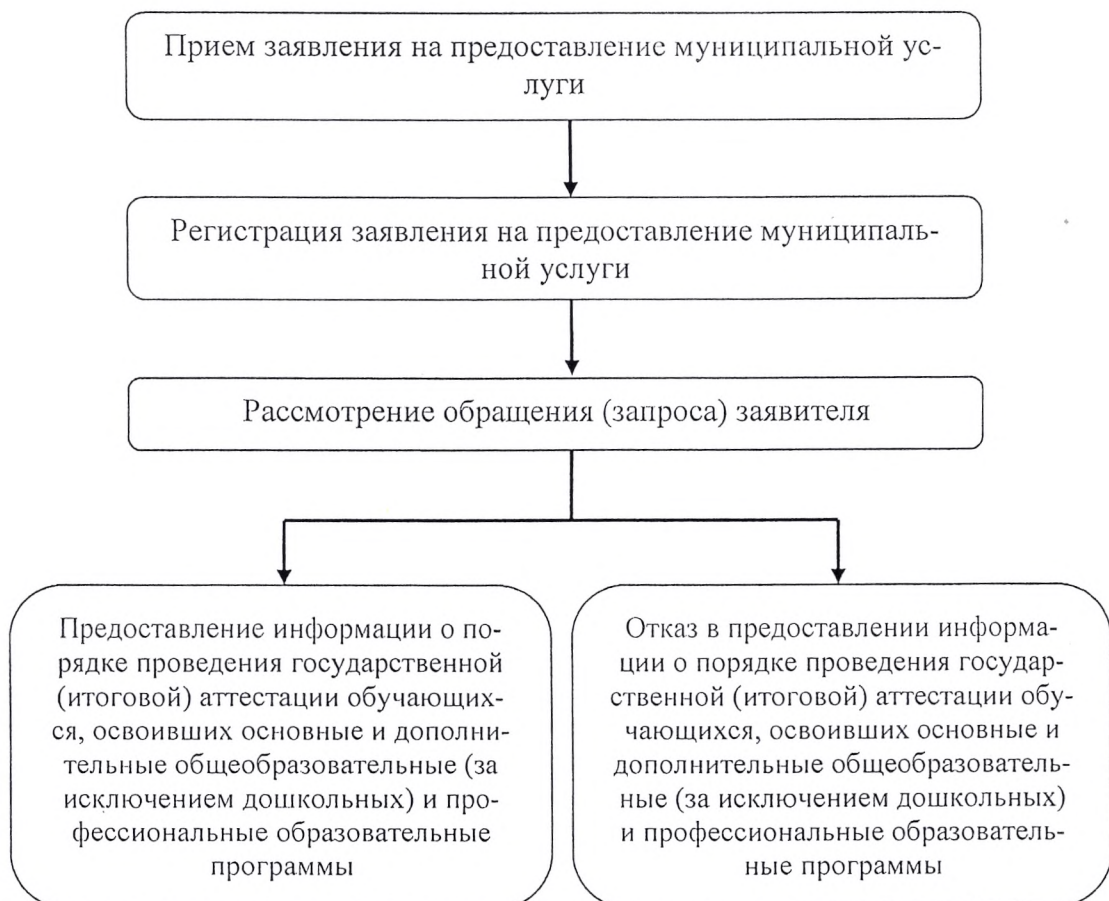 Прием заявления на предоставление муниципальной ус-
луги
Регистрация заявления на предоставление муниципаль-
ной услуги
Рассмотрение обращения (запроса) заявителя
Предоставление информации о по-
рядке проведения государственной
(итоговой) аттестации обучающих-
ся, освоивших основные и дополни-
тельные общеобразовательные (за
исключением дошкольных) и про-
фессиональные образовательные
программы
Отказ в предоставлении информа-
ции о порядке проведения государ-
ственной (итоговой) аттестации обу-
чающихся, освоивших основные и
дополнительные общеобразователь-
ные (за исключением дошкольных)
и профессиональные образователь-
ные программы